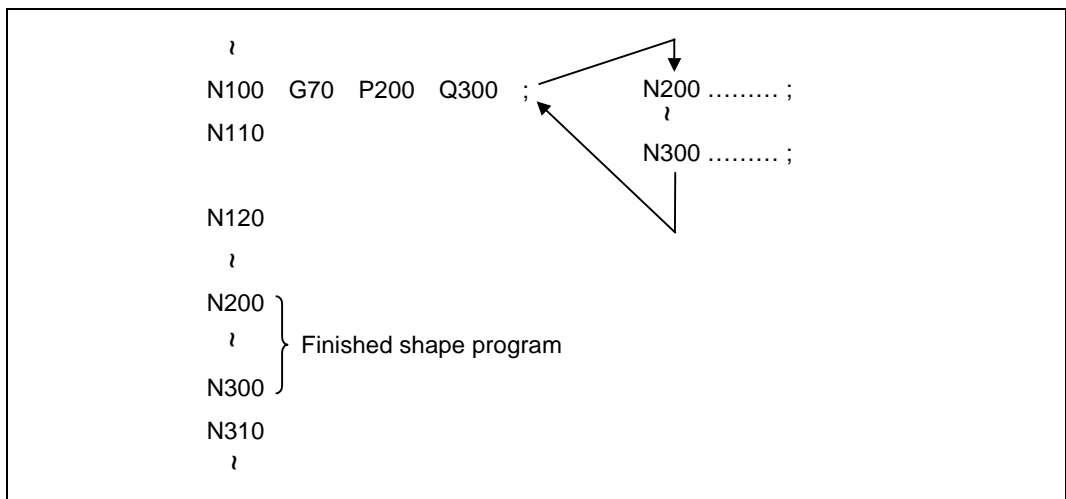 ~
N100 G70 P200 Q300 ;
N110
N120
~
N200
~
N300
N310
~
Finished shape program
N200 ......... ;
~
N300 ......... ;